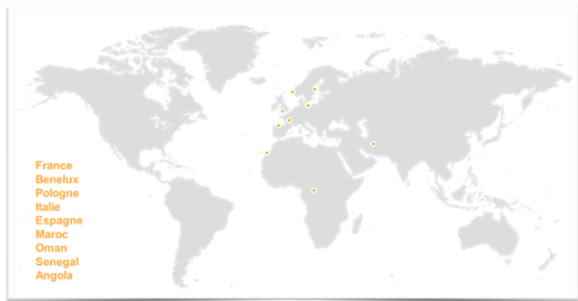 France
Benelux
Pologne
Italie
Espagne
Maroc
Oman
Senegal
Angola